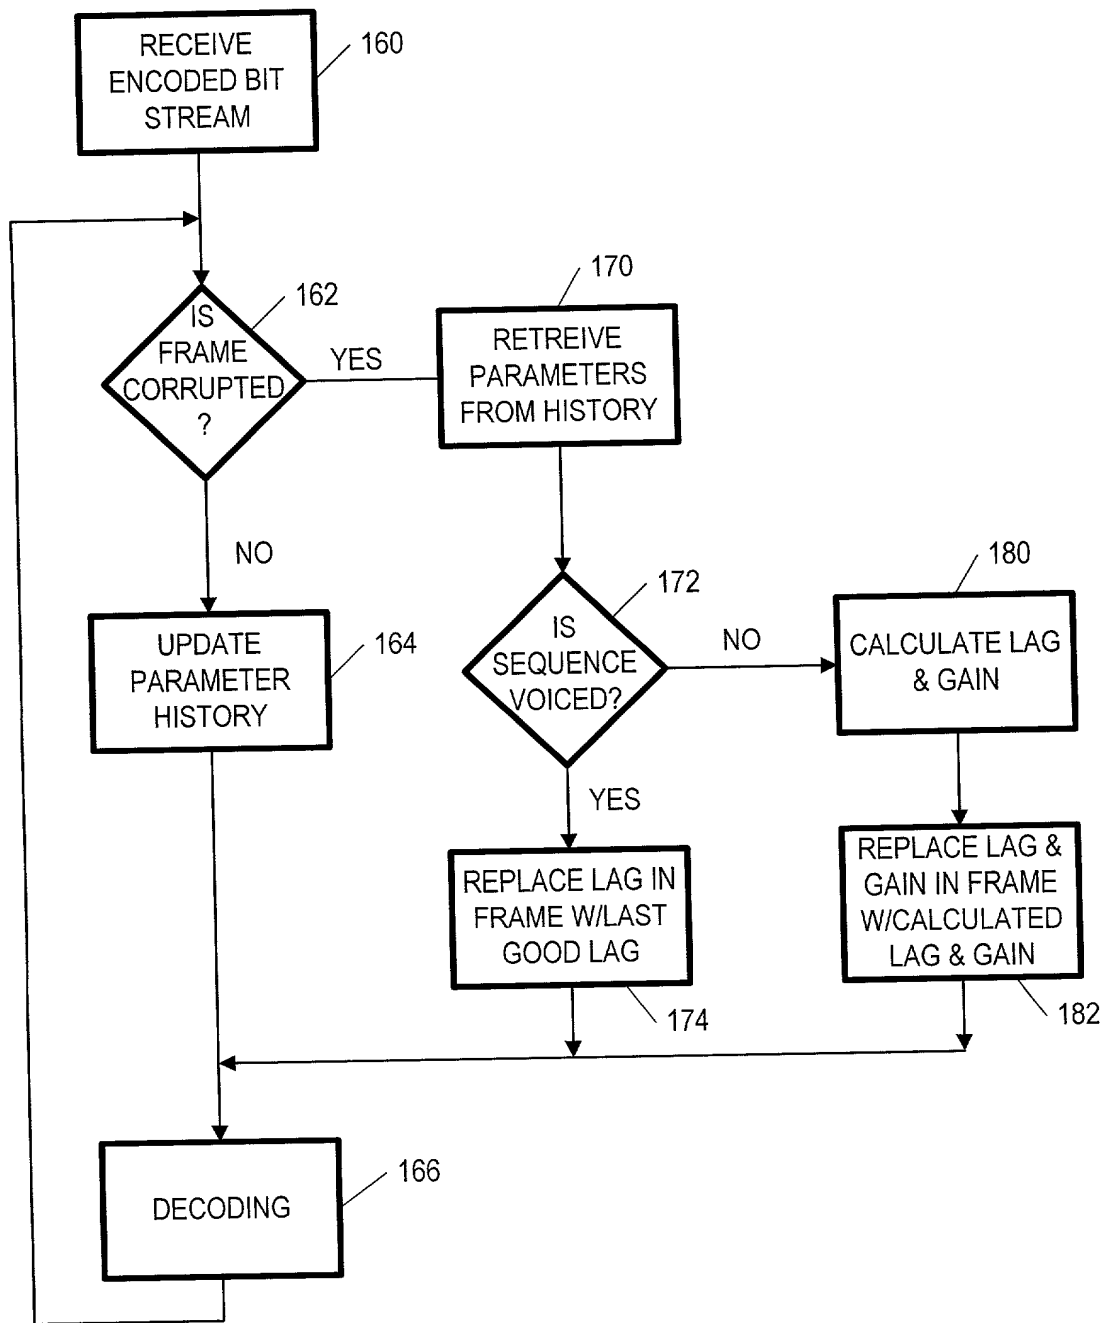 RECEIVE
ENCODED BIT
STREAM
160
IS
FRAME
CORRUPTED
?
162
YES
170
RETREIVE
PARAMETERS
FROM HISTORY
NO
UPDATE
PARAMETER
HISTORY
164
IS
SEQUENCE
VOICED?
172
NO
180
CALCULATE LAG
& GAIN
YES
REPLACE LAG IN
FRAME W/LAST
GOOD LAG
174
REPLACE LAG &
GAIN IN FRAME
W/CALCULATED
LAG & GAIN
182
DECODING
166